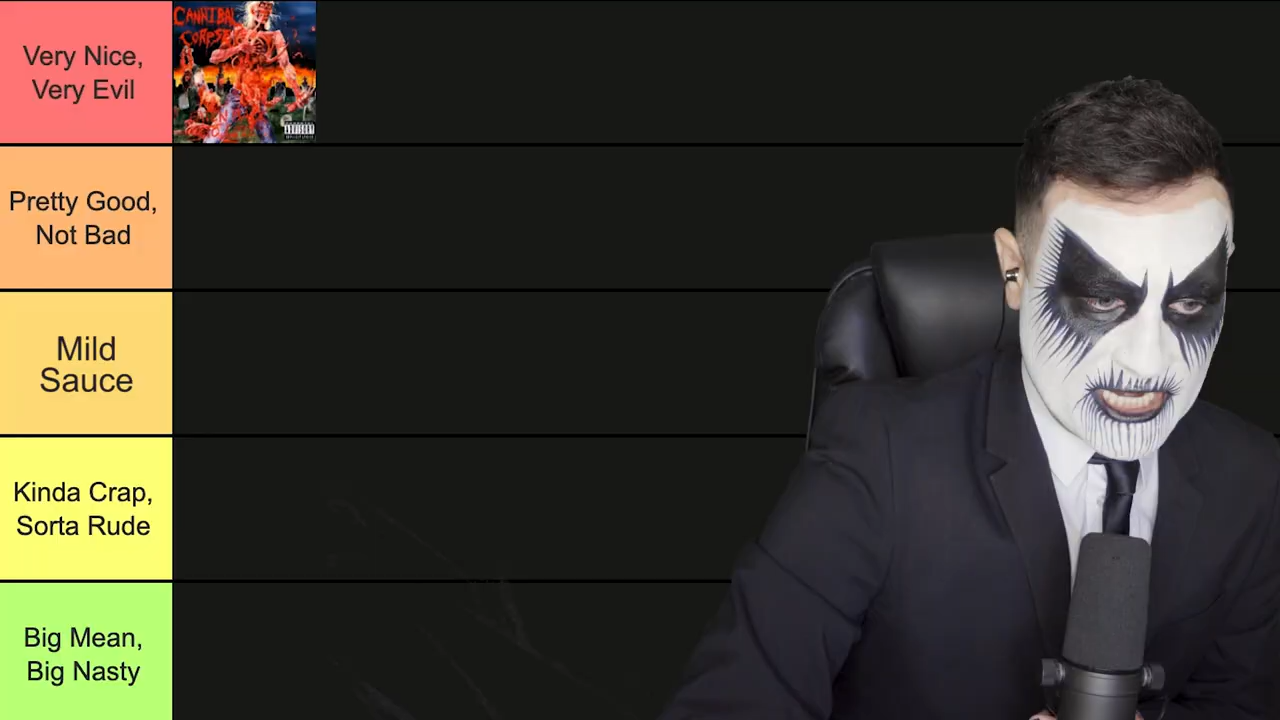 Very Nice,
Very Evil
CANNIBAL
CORPSE
Pretty Good,
Not Bad
Mild
Sauce
Kinda Crap,
Sorta Rude
Big Mean,
Big Nasty